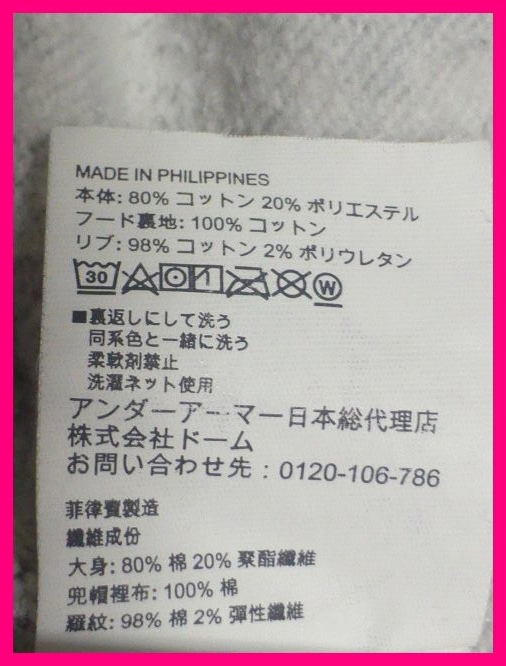 MADE IN PHILIPPINES
本体: 80% コットン 20% ポリエステル
フード裏地: 100% コットン
リブ: 98% コットン 2% ポリウレタン
30 W
■裏返しにして洗う
同系色と一緒に洗う
柔軟剤禁止
洗濯ネット使用
アンダーアーマー日本総代理店
株式会社ドーム
お問い合わせ先 : 0120-106-786
菲律賓製造
纖維成份
大身: 80% 棉 20% 聚酯纖維
兜帽裡布: 100% 棉
羅紋: 98% 棉 2% 彈性纖維